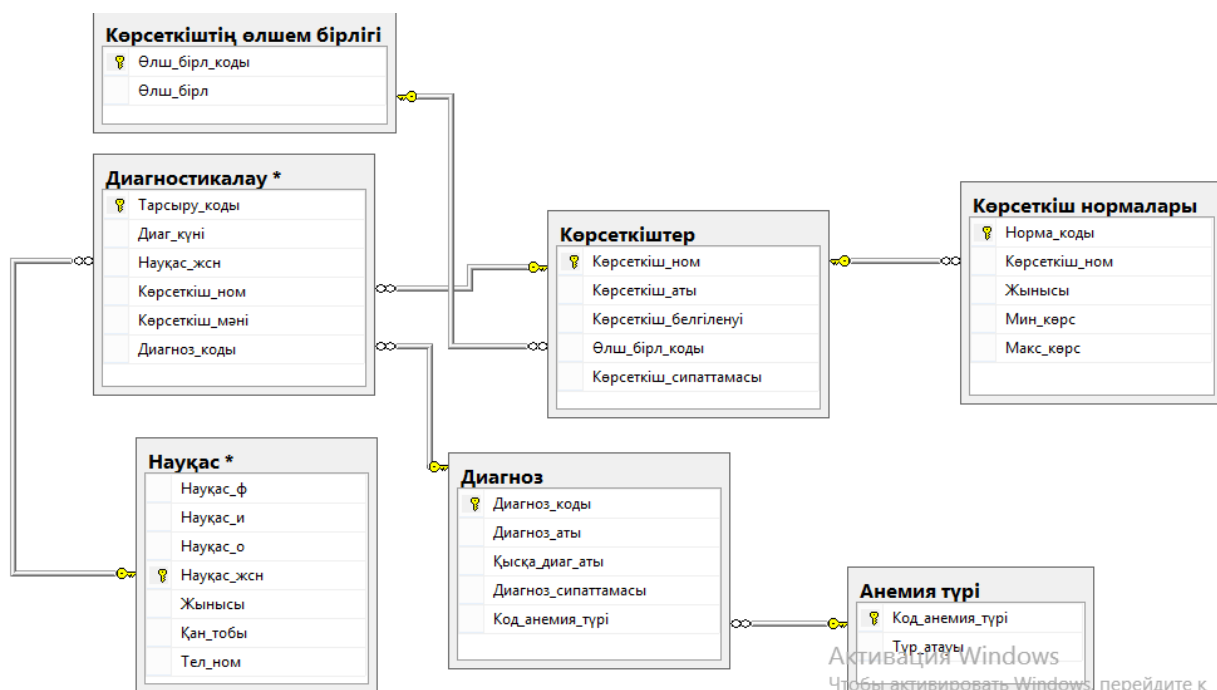 Көрсеткіштің өлшем бірлігі
Өлш_бірл_коды
Өлш_бірл
Диагностикалау *
Тарсыру_коды
Диаг_күні
Науқас_жсн
Көрсеткіш_ном
Көрсеткіш_мәні
Диагноз_коды
Көрсеткіштер
Көрсеткіш_ном
Көрсеткіш_аты
Көрсеткіш_белгіленуі
Өлш_бірл_коды
Көрсеткіш_сипаттамасы
Көрсеткіш нормалары
Норма_коды
Көрсеткіш_ном
Жынысы
Мин_көрс
Макс_көрс
Науқас *
Науқас_ф
Науқас_и
Науқас_о
Науқас_жсн
Жынысы
Қан_тобы
Тел_ном
Диагноз
Диагноз_коды
Диагноз_аты
Қысқа_диаг_аты
Диагноз_сипаттамасы
Код_анемия_түрі
Анемия түрі
Код_анемия_түрі
Түр_атауы
Активация Windows
Чтобы активировать Windows, перейдите к